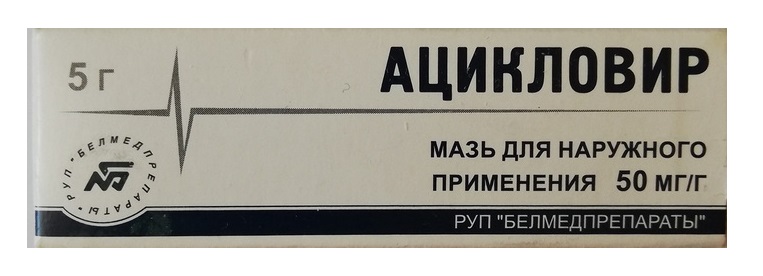 5 г
АЦИКЛОВИР
МАЗЬ ДЛЯ НАРУЖНОГО
ПРИМЕНЕНИЯ 50 МГ/Г
РУП "БЕЛМЕДПРЕПАРАТЫ"
РУП "БЕЛМЕДПРЕПАРАТЫ"